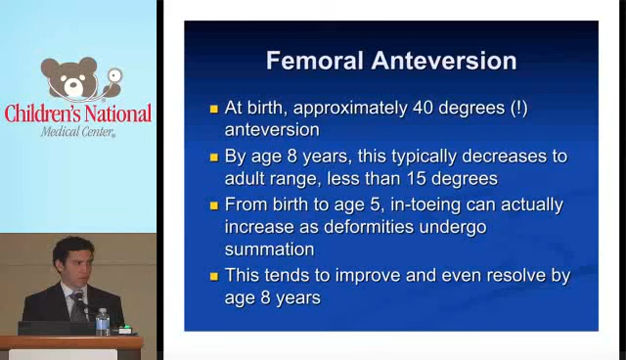 Children's National
Medical Center
Femoral Anteversion
At birth, approximately 40 degrees (!)
anteversion
By age 8 years, this typically decreases to
adult range, less than 15 degrees
From birth to age 5, in-toeing can actually
increase as deformities undergo
summation
This tends to improve and even resolve by
age 8 years